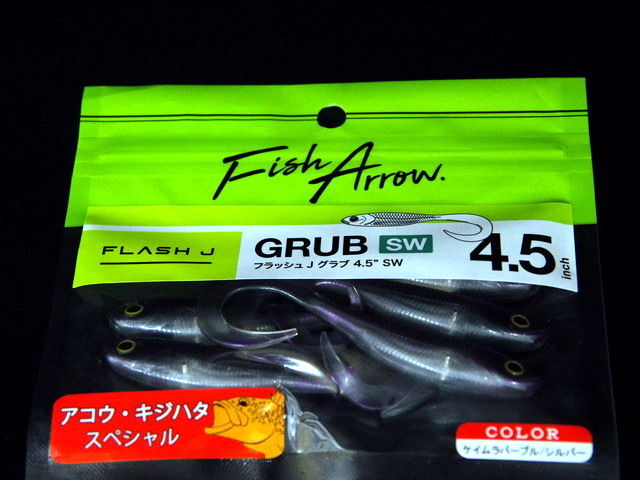 Fish Arrow.
FLASH J
GRUB SW
4.5 inch
フラッシュ J グラブ 4.5” SW
アコウ・キジハタ
スペシャル
COLOR
ケイムラパープル/シルバー